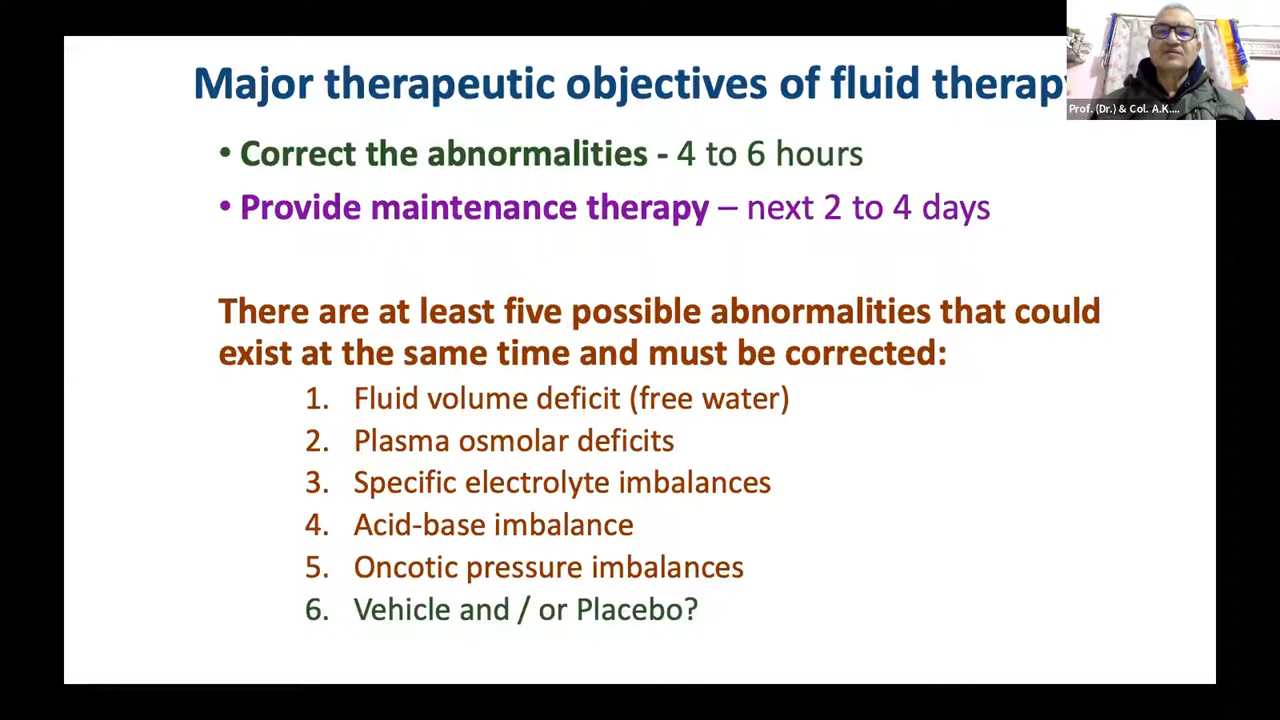 Major therapeutic objectives of fluid therapy
• Correct the abnormalities - 4 to 6 hours
• Provide maintenance therapy – next 2 to 4 days
There are at least five possible abnormalities that could
exist at the same time and must be corrected:
1. Fluid volume deficit (free water)
2. Plasma osmolar deficits
3. Specific electrolyte imbalances
4. Acid-base imbalance
5. Oncotic pressure imbalances
6. Vehicle and / or Placebo?
Prof. (Dr.) & Col. A.K....